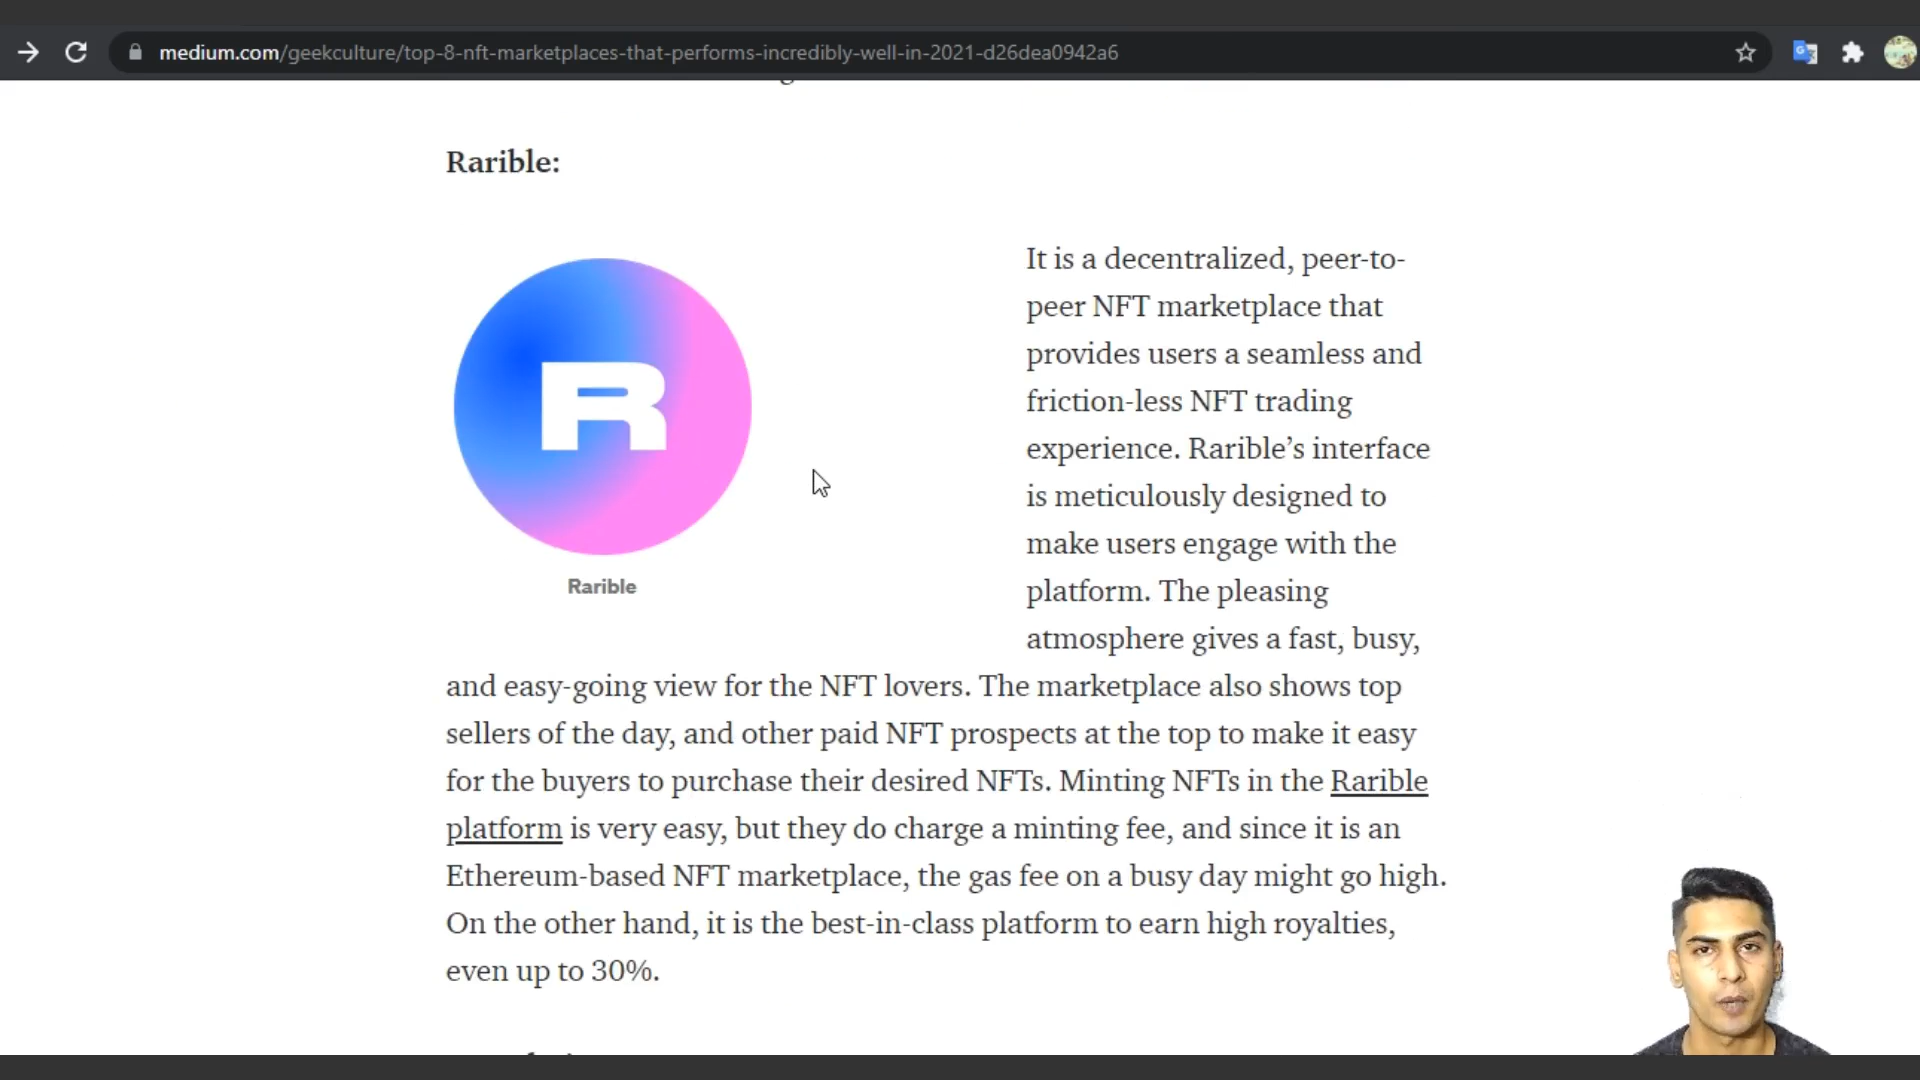 medium.com/geekculture/top-8-nft-marketplaces-that-performs-incredibly-well-in-2021-d26dea0942a6
Rarible:
R
Rarible
It is a decentralized, peer-to-
peer NFT marketplace that
provides users a seamless and
friction-less NFT trading
experience. Rarible’s interface
is meticulously designed to
make users engage with the
platform. The pleasing
atmosphere gives a fast, busy,
and easy-going view for the NFT lovers. The marketplace also shows top
sellers of the day, and other paid NFT prospects at the top to make it easy
for the buyers to purchase their desired NFTs. Minting NFTs in the Rarible
platform is very easy, but they do charge a minting fee, and since it is an
Ethereum-based NFT marketplace, the gas fee on a busy day might go high.
On the other hand, it is the best-in-class platform to earn high royalties,
even up to 30%.